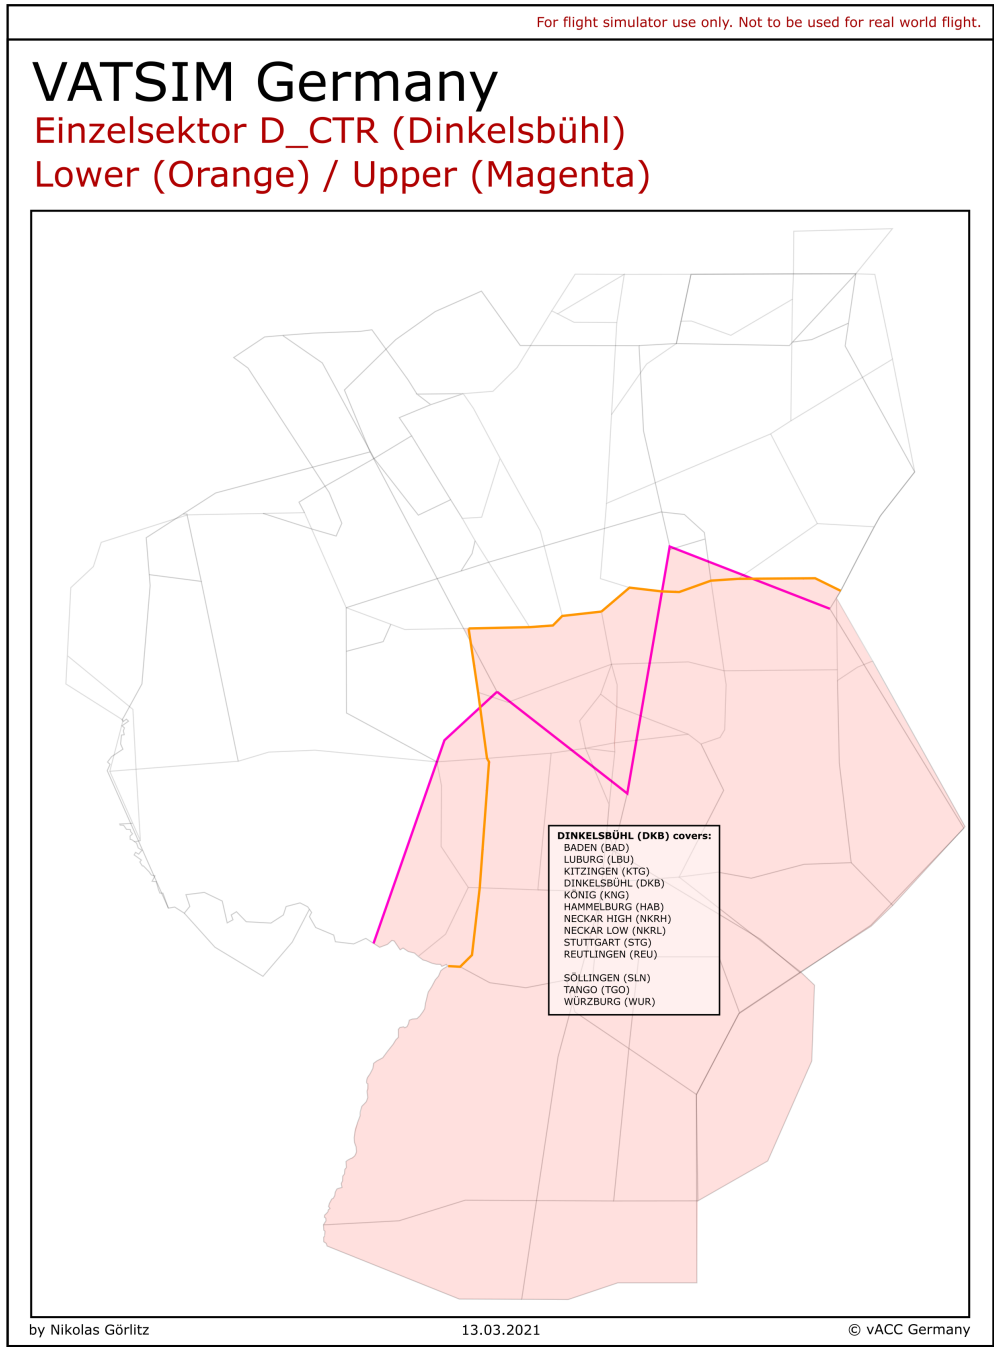 For flight simulator use only. Not to be used for real world flight.
VATSIM Germany
Einzelsektor D_CTR (Dinkelsbühl)
Lower (Orange) / Upper (Magenta)
DINKELSBÜHL (DKB) covers:
BADEN (BAD)
LUBURG (LBU)
KITZINGEN (KTG)
DINKELSBÜHL (DKB)
KÖNIG (KNG)
HAMMELBURG (HAB)
NECKAR HIGH (NKRH)
NECKAR LOW (NKRL)
STUTTGART (STG)
REUTLINGEN (REU)
SÖLLINGEN (SLN)
TANGO (TGO)
WÜRZBURG (WUR)
by Nikolas Görlitz
13.03.2021
© vACC Germany